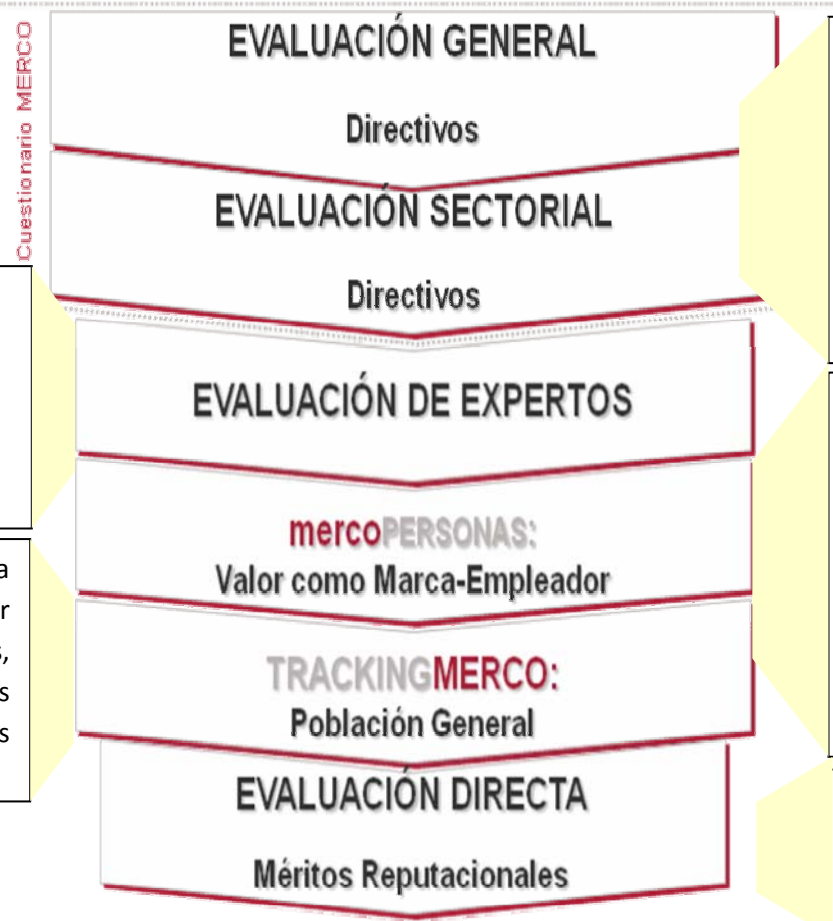 Cuestionario MERCO
EVALUACIÓN GENERAL
Directivos
EVALUACIÓN SECTORIAL
Directivos
EVALUACIÓN DE EXPERTOS
mercoPERSONAS:
Valor como Marca-Empleador
TRACKINGMERCO:
Población General
EVALUACIÓN DIRECTA
Méritos Reputacionales